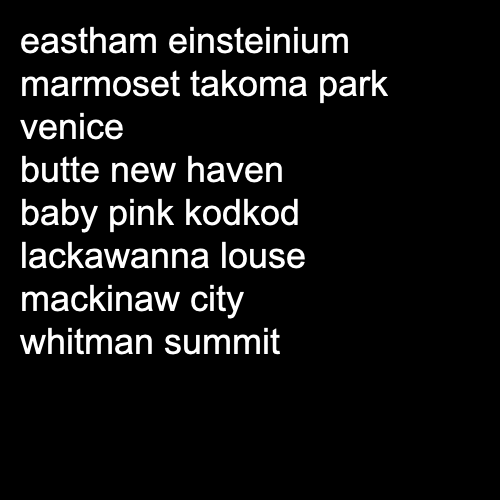 eastham einsteinium
marmoset takoma park
venice
butte new haven
baby pink kodkod
lackawanna louse
mackinaw city
whitman summit